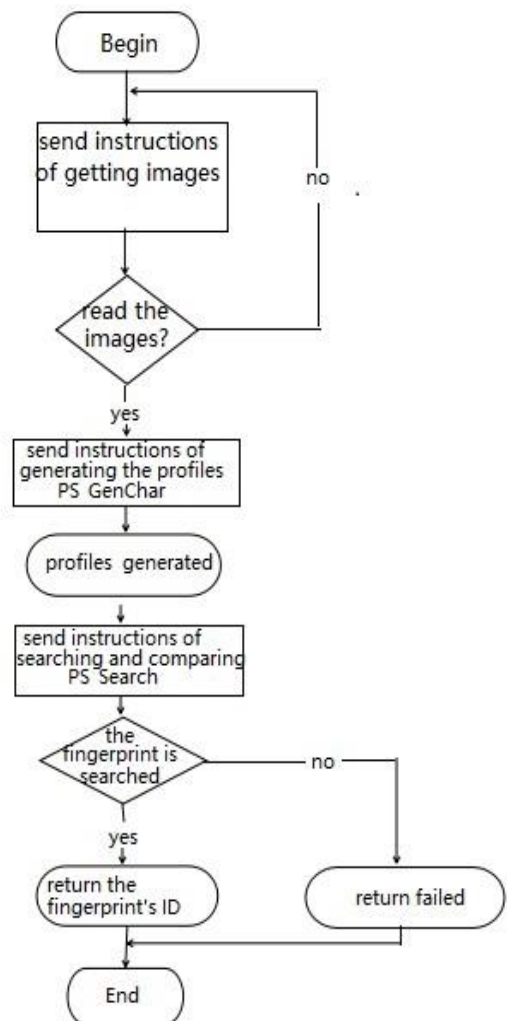 Begin
send instructions
of getting images
no
read the
images?
yes
send instructions of
generating the profiles
PS GenChar
profiles generated
send instructions of
searching and comparing
PS Search
the
fingerprint is
searched
no
yes
return the
fingerprint's ID
return failed
End